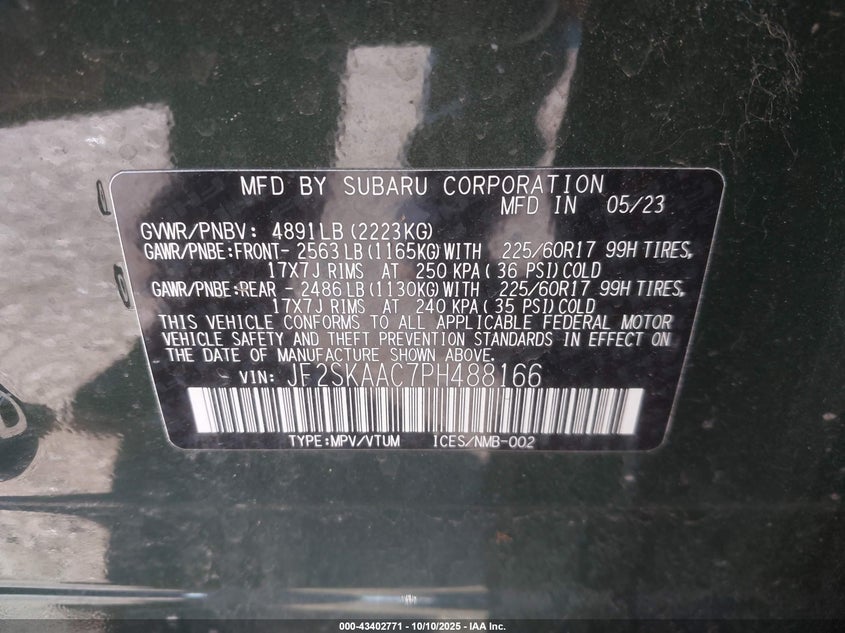 MFD BY SUBARU CORPORATION
MFD IN 05/23
GVWR/PNBV: 4891LB(2223KG)
GAWR/PNBE:FRONT- 2563LB(1165KG)WITH 225/60R17 99H TIRES,
17X7J RIMS AT 250 KPA(36 PSI)COLD
GAWR/PNBE:REAR - 2486LB(1130KG)WITH 225/60R17 99H TIRES,
17X7J RIMS AT 240 KPA(35 PSI)COLD
THIS VEHICLE CONFORMS TO ALL APPLICABLE FEDERAL MOTOR
VEHICLE SAFETY AND THEFT PREVENTION STANDARDS IN EFFECT ON
THE DATE OF MANUFACTURE SHOWN ABOVE.
VIN: JF2SKAAC7PH488166
TYPE:MPV/VTUM ICES/NMB-002
000-43402771 - 10/10/2025 - IAA Inc.